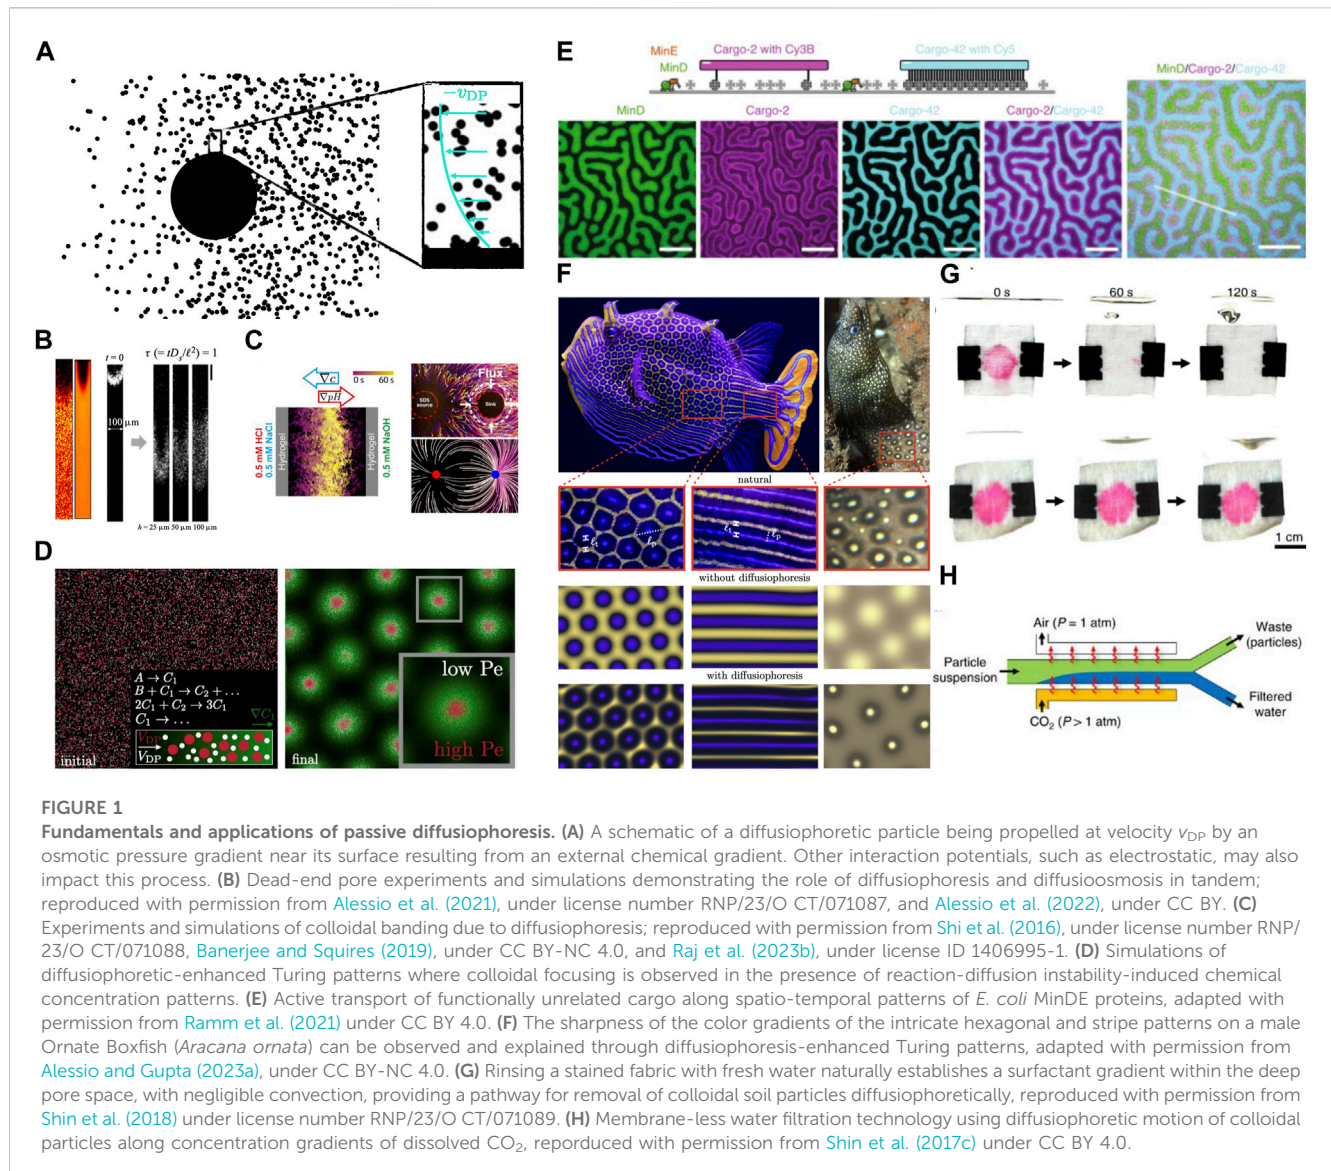 A
−vDP
B
t = 0
τ (= tDs/ℓ²) = 1
100 μm
h = 25 μm 50 μm 100 μm
C
∇c
∇pH
0 s 60 s
0.5 mM HCl
0.5 mM NaCl
Hydrogel
Hydrogel
0.5 mM NaOH
SDS
source
Flux
Sink
D
A → C₁
B + C₁ → C₂ + …
2C₁ + C₂ → 3C₁
C₁ → …
∇C₁
VDP
VDP
initial
low Pe
high Pe
final
E
MinE
MinD
Cargo-2 with Cy3B
Cargo-42 with Cy5
MinD
Cargo-2
Cargo-42
Cargo-2/Cargo-42
MinD/Cargo-2/Cargo-42
F
natural
ℓt
ℓp
ℓt
ℓp
without diffusiophoresis
with diffusiophoresis
G
0 s
60 s
120 s
1 cm
H
Air (P = 1 atm)
Particle
suspension
CO₂ (P > 1 atm)
Waste
(particles)
Filtered
water
FIGURE 1
Fundamentals and applications of passive diffusiophoresis. (A) A schematic of a diffusiophoretic particle being propelled at velocity vDP by an
osmotic pressure gradient near its surface resulting from an external chemical gradient. Other interaction potentials, such as electrostatic, may also
impact this process. (B) Dead-end pore experiments and simulations demonstrating the role of diffusiophoresis and diffusioosmosis in tandem;
reproduced with permission from Alessio et al. (2021), under license number RNP/23/O CT/071087, and Alessio et al. (2022), under CC BY. (C)
Experiments and simulations of colloidal banding due to diffusiophoresis; reproduced with permission from Shi et al. (2016), under license number RNP/
23/O CT/071088, Banerjee and Squires (2019), under CC BY-NC 4.0, and Raj et al. (2023b), under license ID 1406995-1. (D) Simulations of
diffusiophoretic-enhanced Turing patterns where colloidal focusing is observed in the presence of reaction-diffusion instability-induced chemical
concentration patterns. (E) Active transport of functionally unrelated cargo along spatio-temporal patterns of E. coli MinDE proteins, adapted with
permission from Ramm et al. (2021) under CC BY 4.0. (F) The sharpness of the color gradients of the intricate hexagonal and stripe patterns on a male
Ornate Boxfish (Aracana ornata) can be observed and explained through diffusiophoresis-enhanced Turing patterns, adapted with permission from
Alessio and Gupta (2023a), under CC BY-NC 4.0. (G) Rinsing a stained fabric with fresh water naturally establishes a surfactant gradient within the deep
pore space, with negligible convection, providing a pathway for removal of colloidal soil particles diffusiophoretically, reproduced with permission from
Shin et al. (2018) under license number RNP/23/O CT/071089. (H) Membrane-less water filtration technology using diffusiophoretic motion of colloidal
particles along concentration gradients of dissolved CO₂, reporduced with permission from Shin et al. (2017c) under CC BY 4.0.